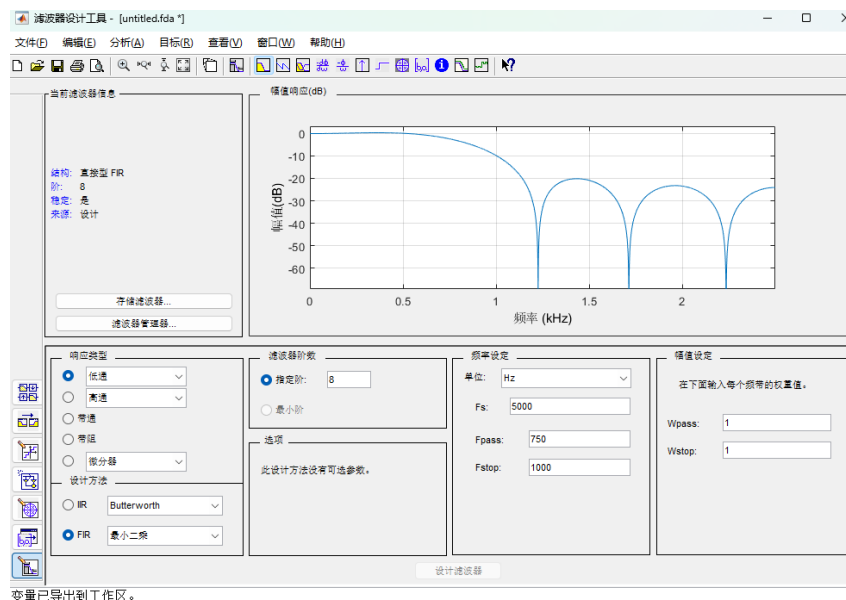 滤波器设计工具 - [untitled.fda *]
文件(F) 编辑(E) 分析(A) 目标(R) 查看(V) 窗口(W) 帮助(H)
当前滤波器信息
结构: 直接型 FIR
阶: 8
稳定: 是
来源: 设计
存储滤波器...
滤波器管理器...
幅值响应(dB)
0
-10
-20
-30
-40
-50
-60
幅值(dB)
0 0.5 1 1.5 2
频率 (kHz)
响应类型
低通
高通
带通
带阻
微分器
设计方法
IIR Butterworth
FIR 最小二乘
滤波器阶数
指定阶: 8
最小阶
选项
此设计方法没有可选参数。
频率设定
单位: Hz
Fs: 5000
Fpass: 750
Fstop: 1000
幅值设定
在下面输入每个频带的权重值。
Wpass: 1
Wstop: 1
设计滤波器
变量已导出到工作区。